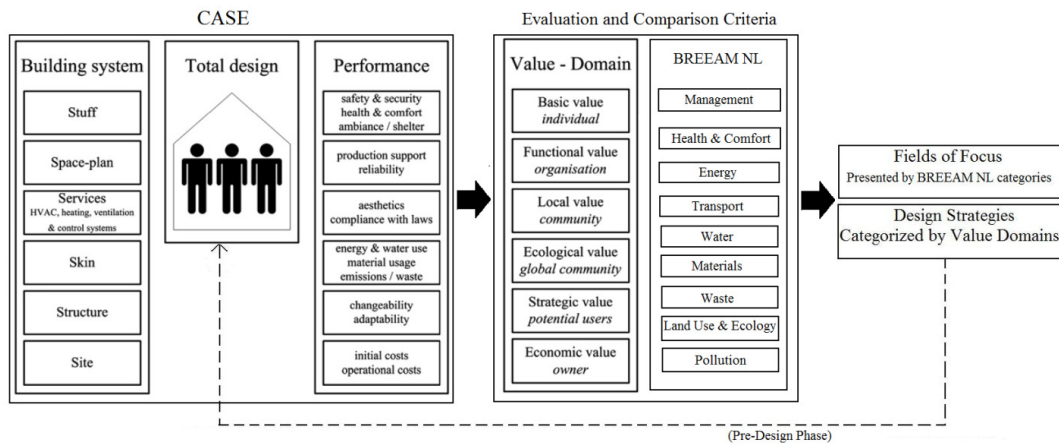 CASE
Building system
Stuff
Space-plan
Services
HVAC, heating, ventilation
& control systems
Skin
Structure
Site
Total design
Performance
safety & security
health & comfort
ambiance / shelter
production support
reliability
aesthetics
compliance with laws
energy & water use
material usage
emissions / waste
changeability
adaptability
initial costs
operational costs
Evaluation and Comparison Criteria
Value - Domain
Basic value
individual
Functional value
organisation
Local value
community
Ecological value
global community
Strategic value
potential users
Economic value
owner
BREEAM NL
Management
Health & Comfort
Energy
Transport
Water
Materials
Waste
Land Use & Ecology
Pollution
Fields of Focus
Presented by BREEAM NL categories
Design Strategies
Categorized by Value Domains
(Pre-Design Phase)